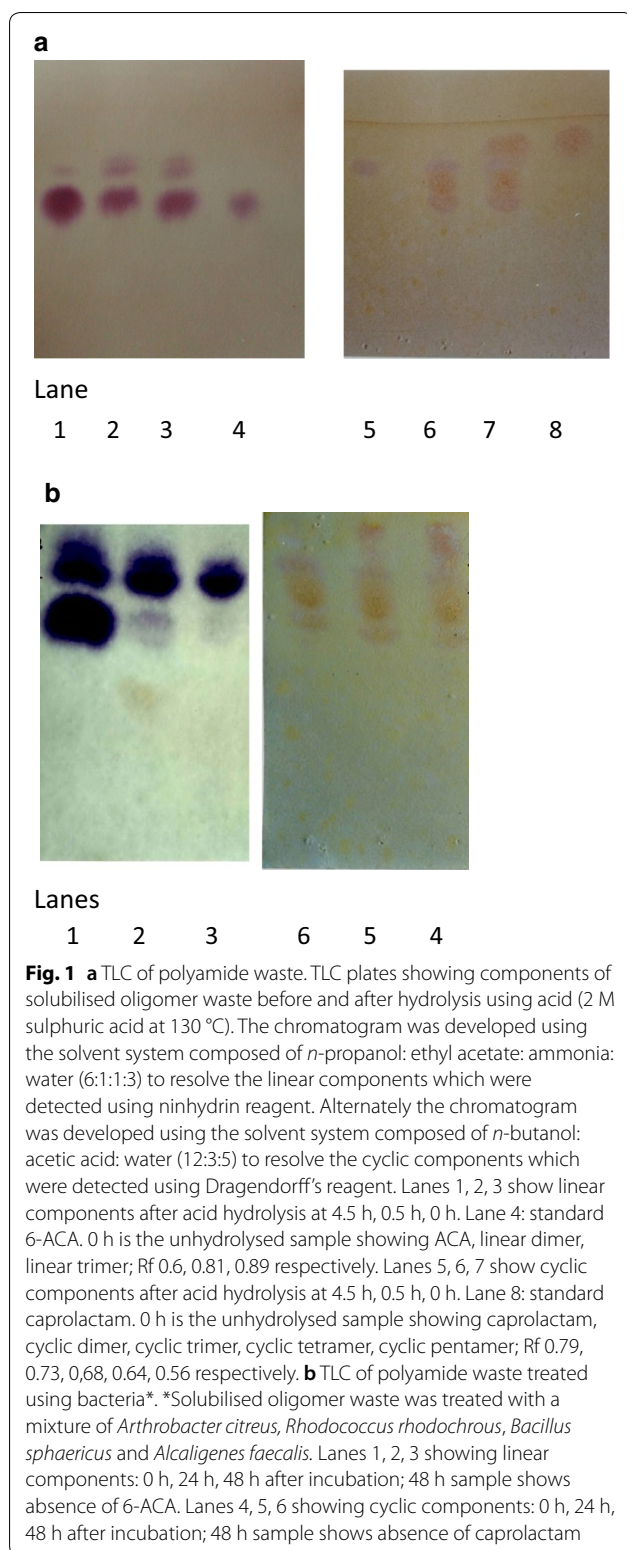 a
Lane
1 2 3 4 5 6 7 8
b
Lanes
1 2 3 6 5 4
Fig. 1 a TLC of polyamide waste. TLC plates showing components of
solubilised oligomer waste before and after hydrolysis using acid (2 M
sulphuric acid at 130 °C). The chromatogram was developed using
the solvent system composed of n-propanol: ethyl acetate: ammonia:
water (6:1:1:3) to resolve the linear components which were
detected using ninhydrin reagent. Alternately the chromatogram
was developed using the solvent system composed of n-butanol:
acetic acid: water (12:3:5) to resolve the cyclic components which
were detected using Dragendorff's reagent. Lanes 1, 2, 3 show linear
components after acid hydrolysis at 4.5 h, 0.5 h, 0 h. Lane 4: standard
6-ACA. 0 h is the unhydrolysed sample showing ACA, linear dimer,
linear trimer; Rf 0.6, 0.81, 0.89 respectively. Lanes 5, 6, 7 show cyclic
components after acid hydrolysis at 4.5 h, 0.5 h, 0 h. Lane 8: standard
caprolactam. 0 h is the unhydrolysed sample showing caprolactam,
cyclic dimer, cyclic trimer, cyclic tetramer, cyclic pentamer; Rf 0.79,
0.73, 0,68, 0.64, 0.56 respectively. b TLC of polyamide waste treated
using bacteria*. *Solubilised oligomer waste was treated with a
mixture of Arthrobacter citreus, Rhodococcus rhodochrous, Bacillus
sphaericus and Alcaligenes faecalis. Lanes 1, 2, 3 showing linear
components: 0 h, 24 h, 48 h after incubation; 48 h sample shows
absence of 6-ACA. Lanes 4, 5, 6 showing cyclic components: 0 h, 24 h,
48 h after incubation; 48 h sample shows absence of caprolactam